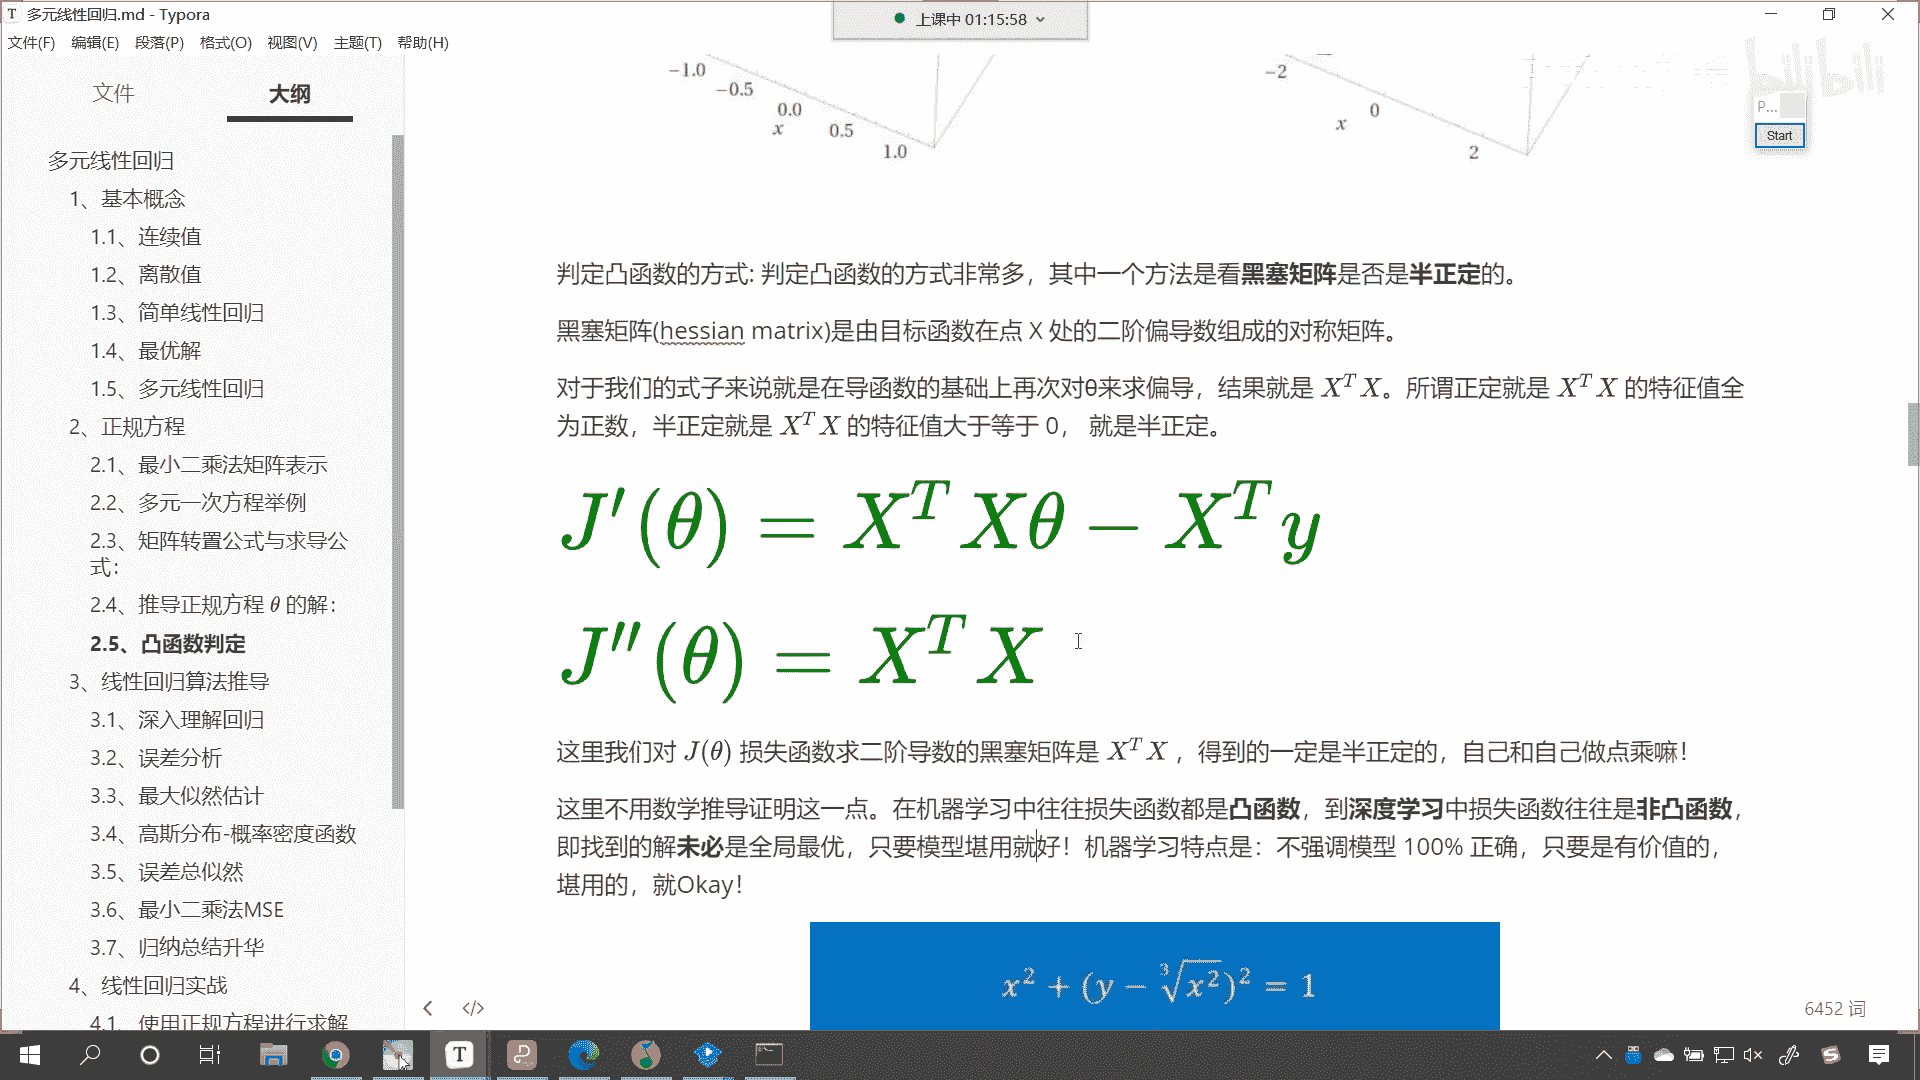 多元线性回归.md - Typora
上课中 01:15:58
文件(F) 编辑(E) 段落(P) 格式(O) 视图(V) 主题(T) 帮助(H)
文件 大纲
多元线性回归
1、基本概念
1.1、连续值
1.2、离散值
1.3、简单线性回归
1.4、最优解
1.5、多元线性回归
2、正规方程
2.1、最小二乘法矩阵表示
2.2、多元一次方程举例
2.3、矩阵转置公式与求导公
式：
2.4、推导正规方程 θ 的解：
2.5、凸函数判定
3、线性回归算法推导
3.1、深入理解回归
3.2、误差分析
3.3、最大似然估计
3.4、高斯分布-概率密度函数
3.5、误差总似然
3.6、最小二乘法MSE
3.7、归纳总结升华
4、线性回归实战
4.1、使用正规方程进行求解
−1.0
−0.5
0.0
x
0.5
1.0
−2
0
x
2
bilibili
P...
Start
判定凸函数的方式: 判定凸函数的方式非常多，其中一个方法是看黑塞矩阵是否是半正定的。
黑塞矩阵(hessian matrix)是由目标函数在点 X 处的二阶偏导数组成的对称矩阵。
对于我们的式子来说就是在导函数的基础上再次对θ来求偏导，结果就是 X^T X。所谓正定就是 X^T X 的特征值全
为正数，半正定就是 X^T X 的特征值大于等于 0， 就是半正定。
J′(θ) = X^T Xθ − X^T y
J′′(θ) = X^T X
这里我们对 J(θ) 损失函数求二阶导数的黑塞矩阵是 X^T X ，得到的一定是半正定的，自己和自己做点乘嘛！
这里不用数学推导证明这一点。在机器学习中往往损失函数都是凸函数，到深度学习中损失函数往往是非凸函数，
即找到的解未必是全局最优，只要模型堪用就好！机器学习特点是：不强调模型 100% 正确，只要是有价值的，
堪用的，就Okay！
x² + (y − ∛x²)² = 1
6452 词